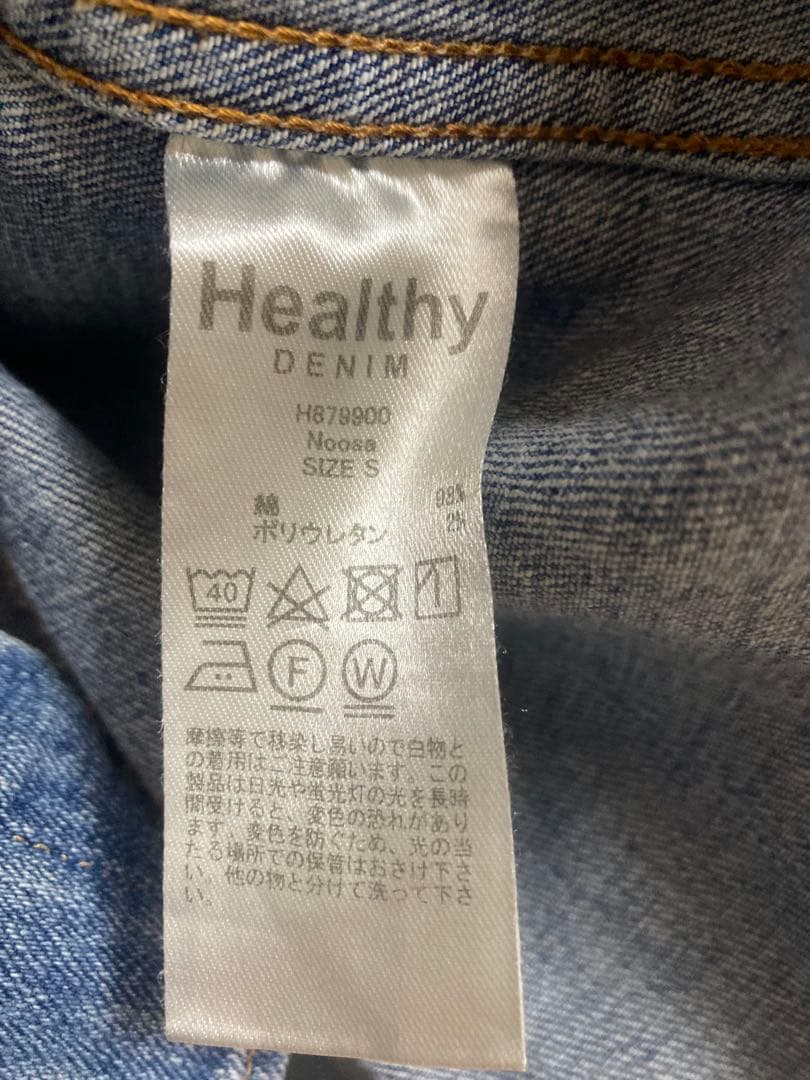 Healthy
DENIM
H879900
Noosa
SIZE S
綿 98%
ポリウレタン 2%
40
F W
摩擦等で移染し易いので白物と
の着用はご注意願います。この
製品は日光や蛍光灯の光を長時
間受けると、変色の恐れがあり
ます。変色を防ぐため、光の当
たる場所での保管はおさけ下さ
い。他の物と分けて洗って下さ
い。